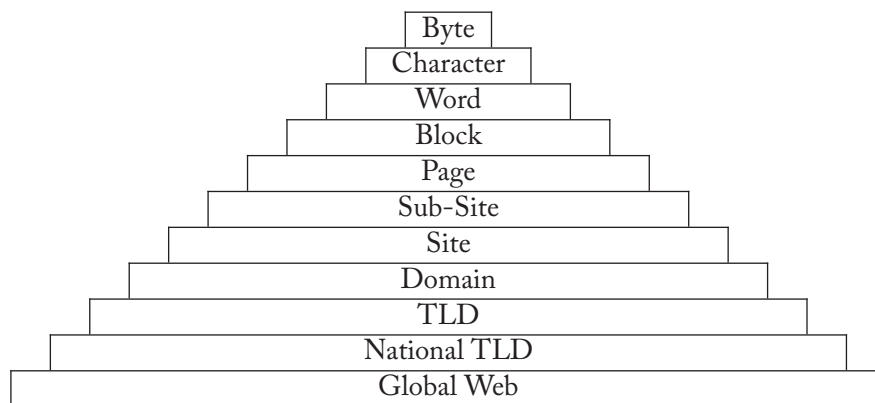 Byte
Character
Word
Block
Page
Sub-Site
Site
Domain
TLD
National TLD
Global Web